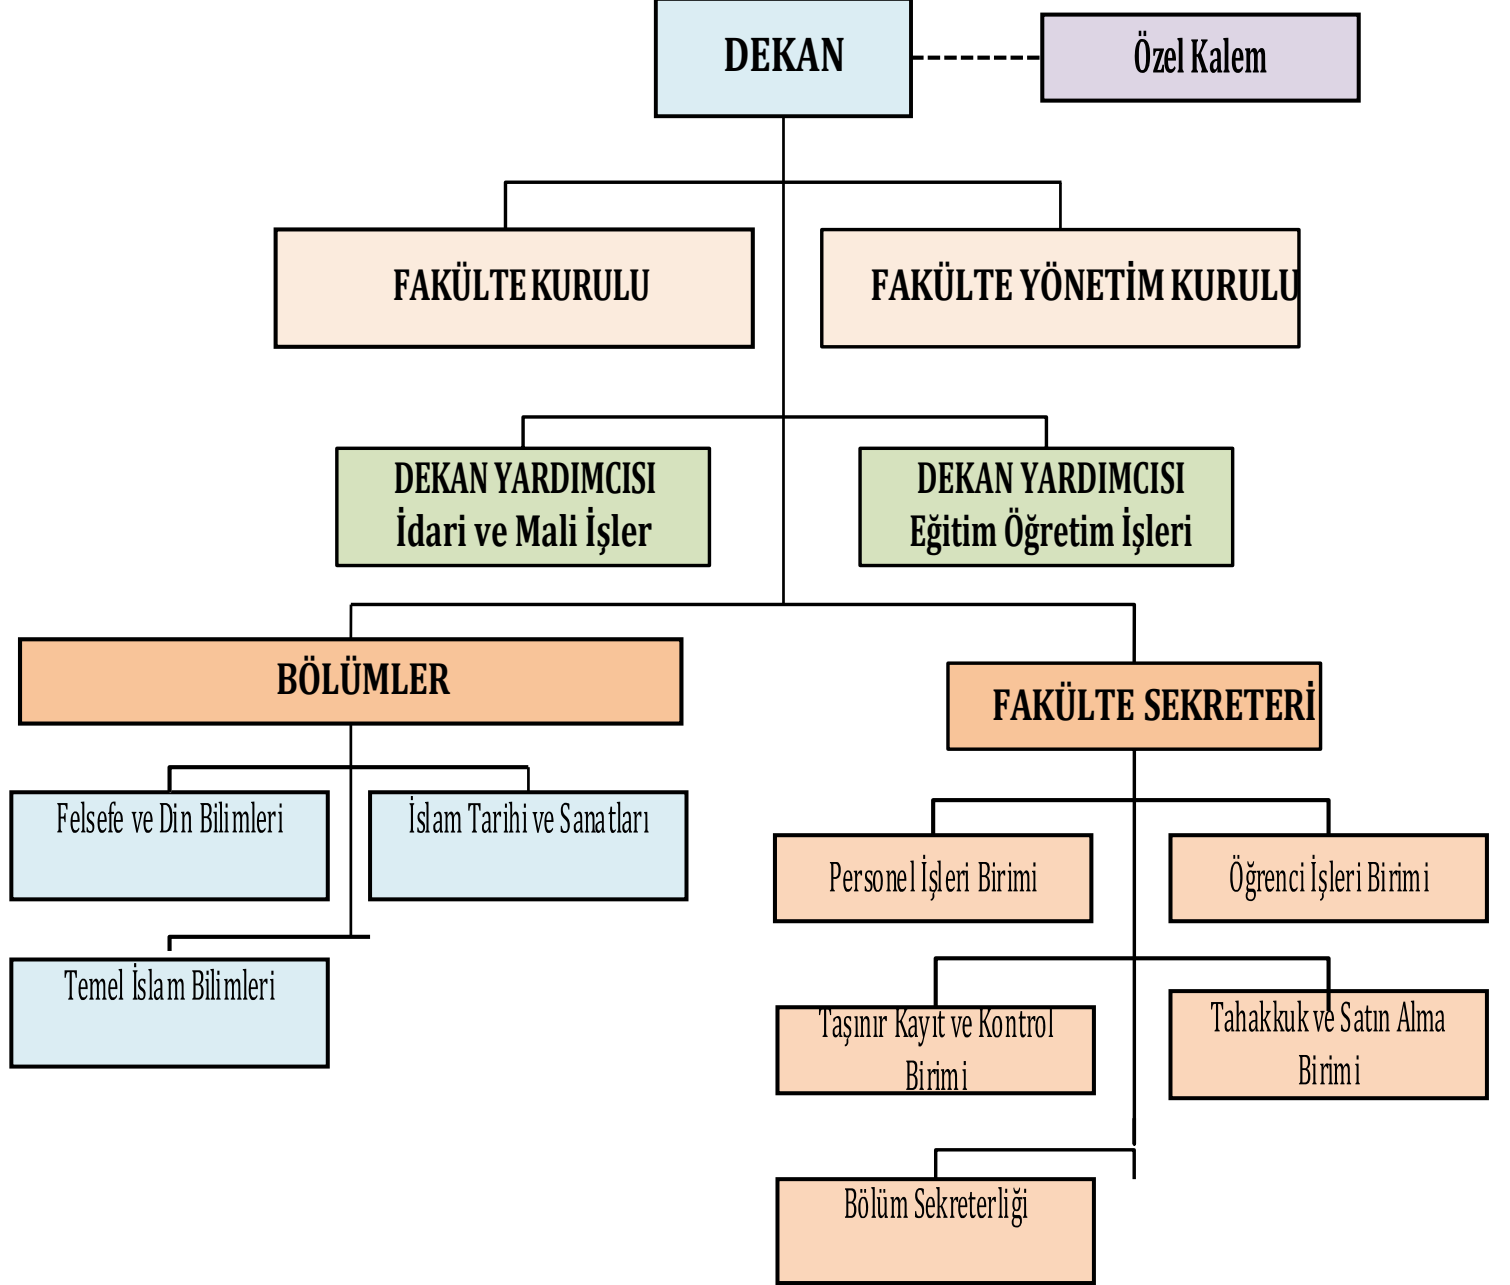 DEKAN
Özel Kalem
FAKÜLTE KURULU
FAKÜLTE YÖNETİM KURULU
DEKAN YARDIMCISI
İdari ve Mali İşler
DEKAN YARDIMCISI
Eğitim Öğretim İşleri
BÖLÜMLER
FAKÜLTE SEKRETERİ
Felsefe ve Din Bilimleri
İslam Tarihi ve Sanatları
Personel İşleri Birimi
Öğrenci İşleri Birimi
Temel İslam Bilimleri
Taşınır Kayıt ve Kontrol
Birimi
Tahakkuk ve Satın Alma
Birimi
Bölüm Sekreterliği